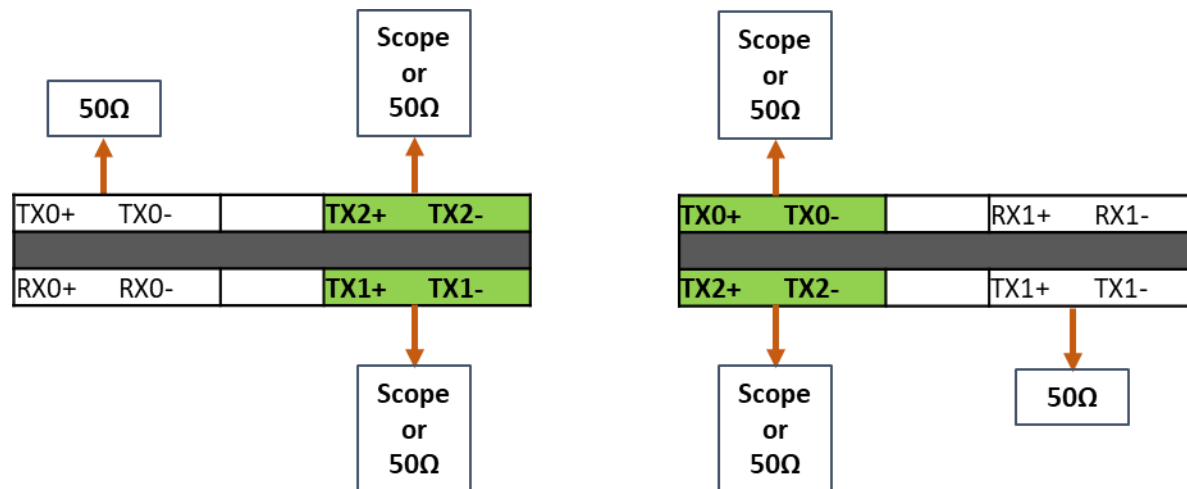 50Ω
Scope
or
50Ω
TX0+ TX0- TX2+ TX2-
RX0+ RX0- TX1+ TX1-
Scope
or
50Ω
Scope
or
50Ω
TX0+ TX0- RX1+ RX1-
TX2+ TX2- TX1+ TX1-
Scope
or
50Ω
50Ω